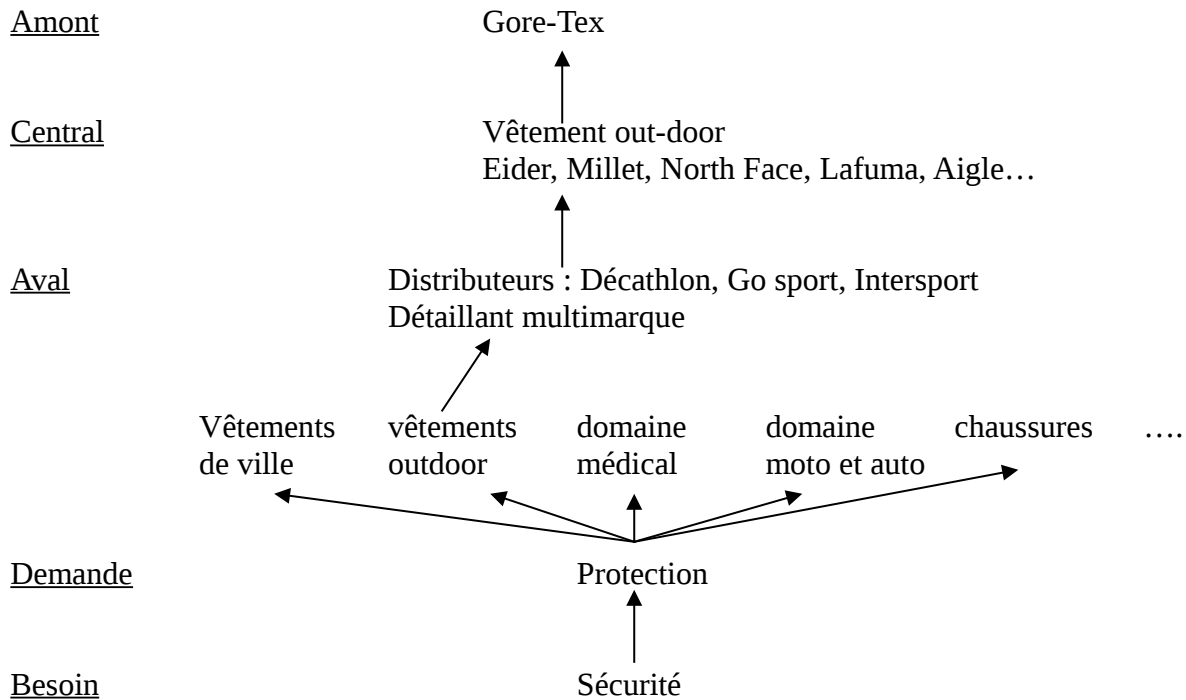 Amont Gore-Tex
Central Vêtement out-door
Eider, Millet, North Face, Lafuma, Aigle…
Aval Distributeurs : Décathlon, Go sport, Intersport
Détaillant multimarque
Vêtements vêtements domaine domaine chaussures ….
de ville outdoor médical moto et auto
Demande Protection
Besoin Sécurité